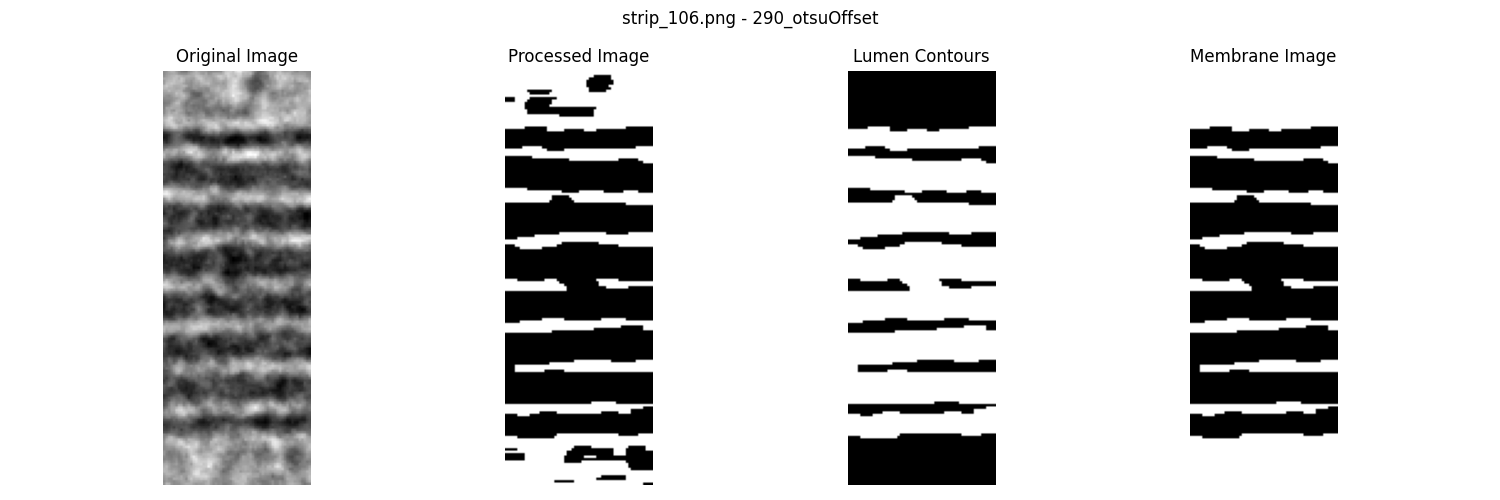 strip_106.png - 290_otsuOffset
Original Image
Processed Image
Lumen Contours
Membrane Image